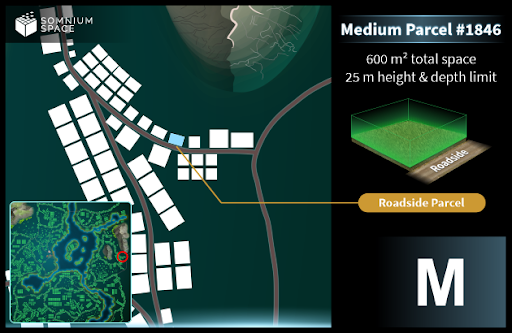 SOMNIUM
SPACE
Medium Parcel #1846
600 m² total space
25 m height & depth limit
Roadside
Roadside Parcel
M